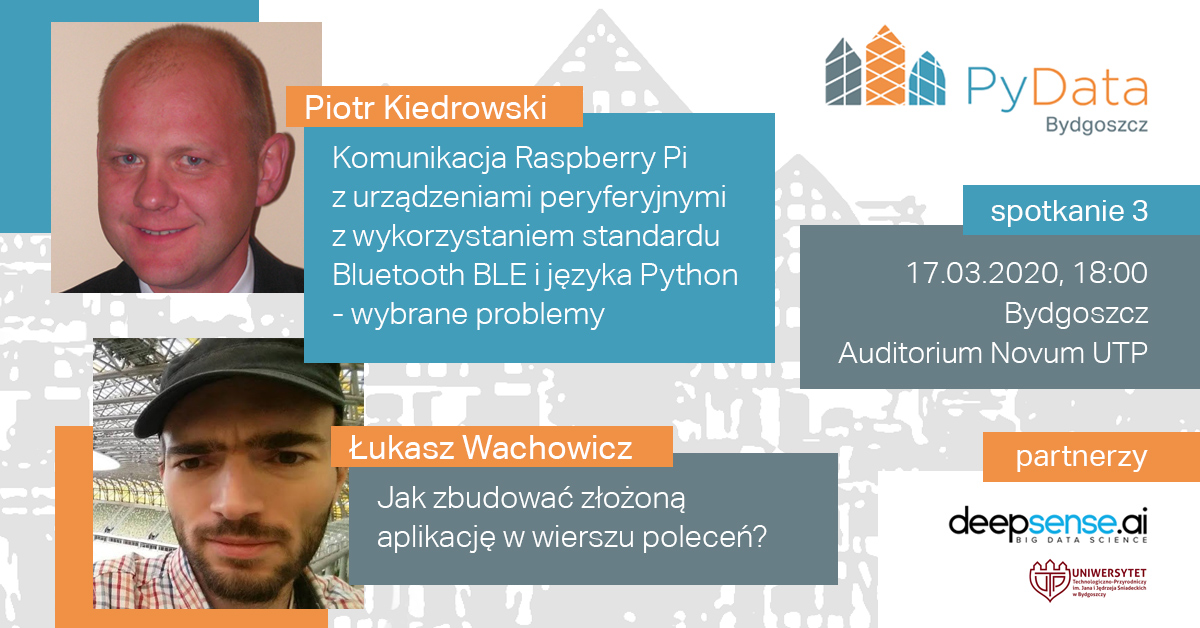 Piotr Kiedrowski
Komunikacja Raspberry Pi
z urządzeniami peryferyjnymi
z wykorzystaniem standardu
Bluetooth BLE i języka Python
- wybrane problemy
Łukasz Wachowicz
Jak zbudować złożoną
aplikację w wierszu poleceń?
PyData
Bydgoszcz
spotkanie 3
17.03.2020, 18:00
Bydgoszcz
Auditorium Novum UTP
partnerzy
deepsense.ai
BIG DATA SCIENCE
UTP
UNIWERSYTET
Technologiczno-Przyrodniczy
im. Jana i Jędrzeja Śniadeckich
w Bydgoszczy